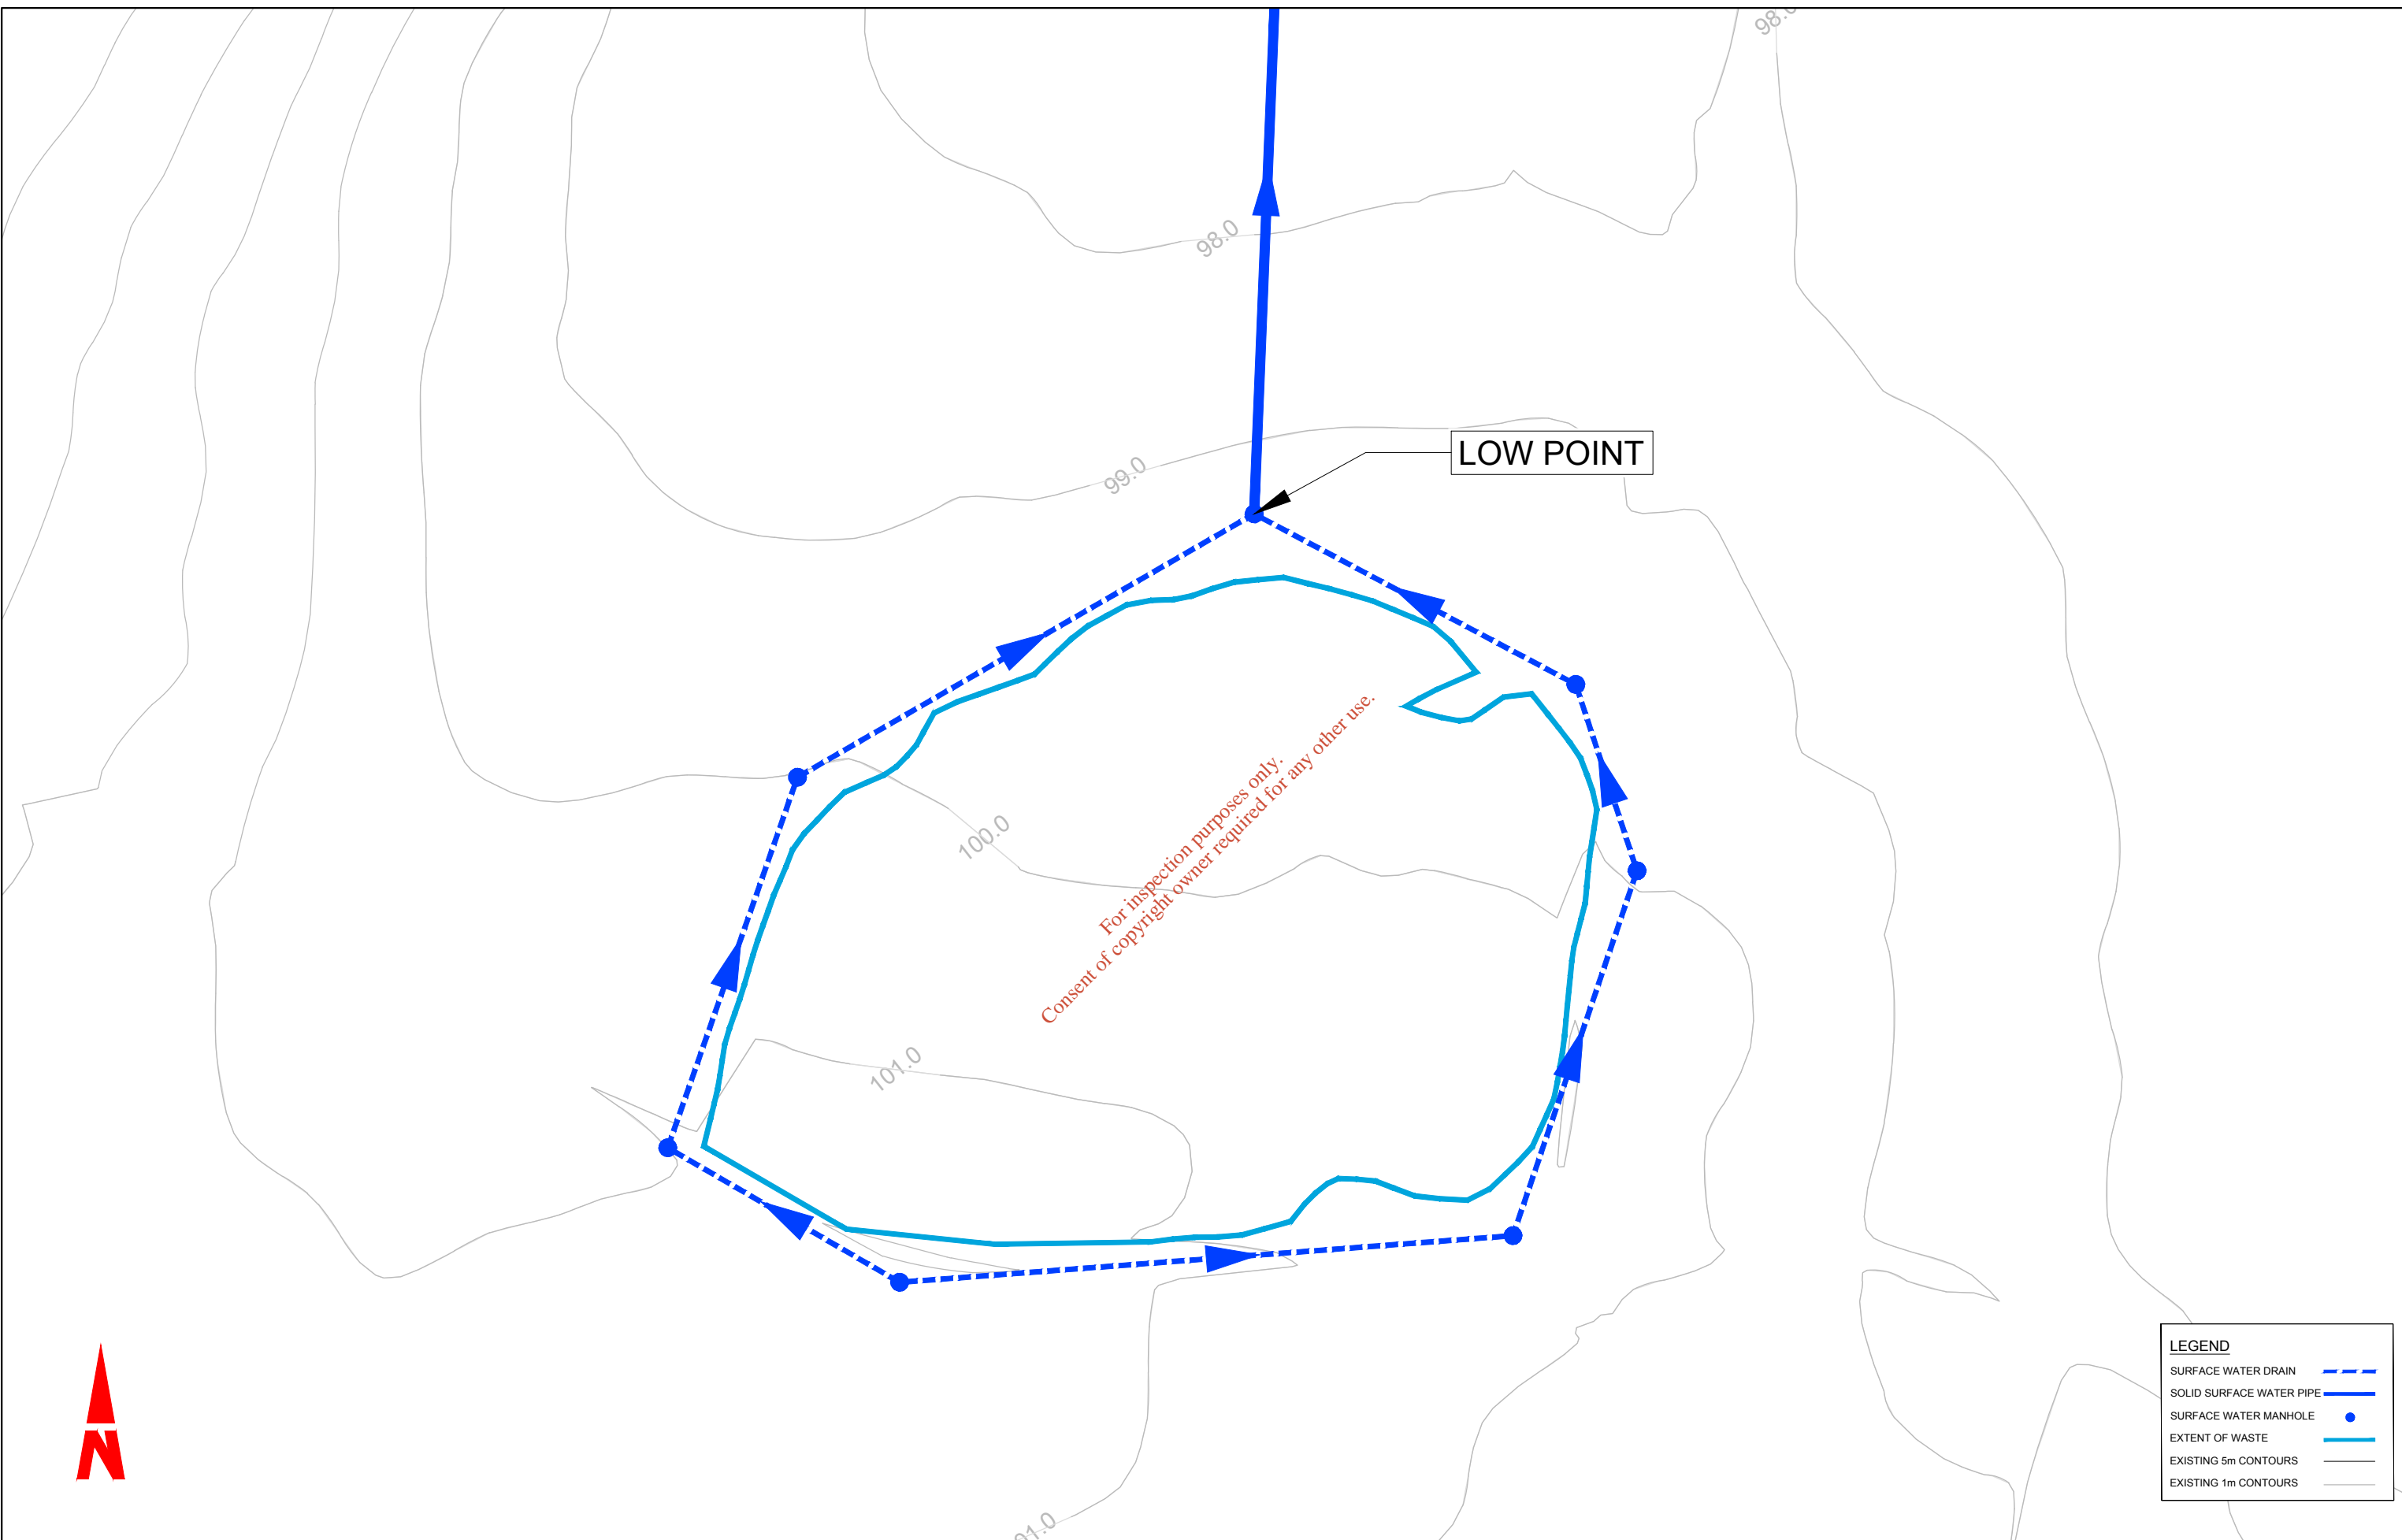 98.0
98.0
LOW POINT
99.0
For inspection purposes only.
Consent of copyright owner required for any other use.
100.0
101.0
LEGEND
SURFACE WATER DRAIN
SOLID SURFACE WATER PIPE
SURFACE WATER MANHOLE
EXTENT OF WASTE
EXISTING 5m CONTOURS
EXISTING 1m CONTOURS
N